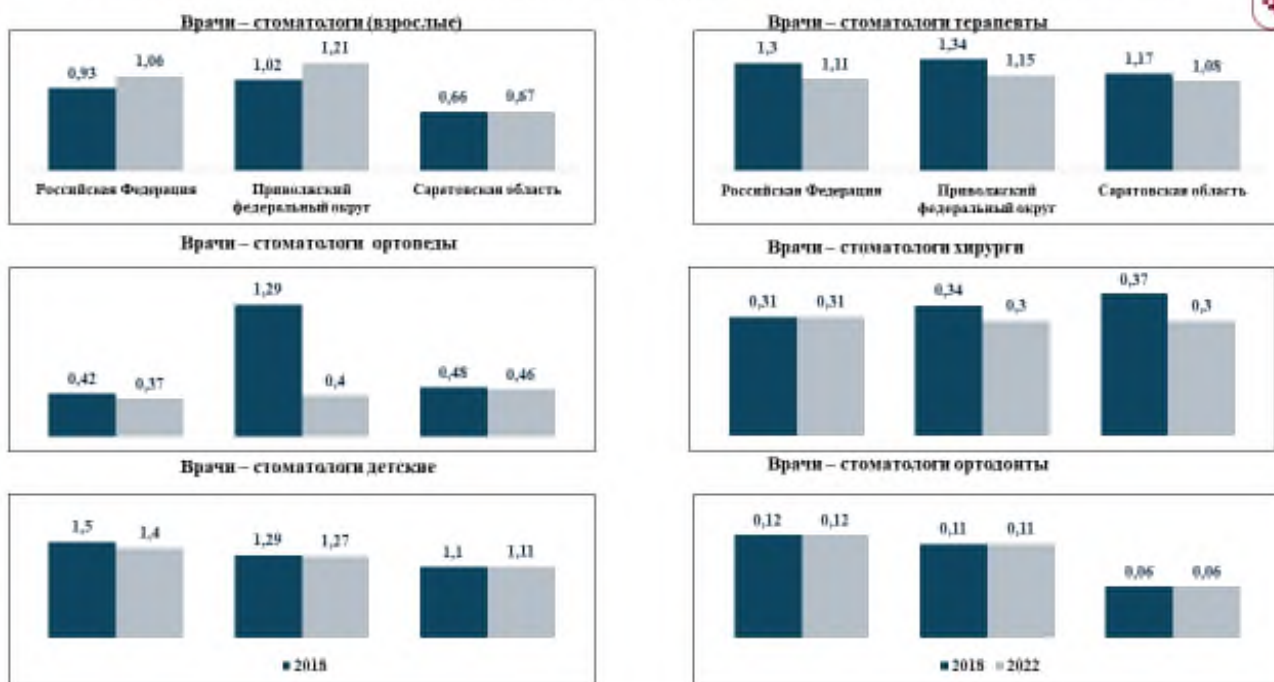 Врачи – стоматологи (взрослые)
0,93 1,06 1,02 1,21 0,66 0,67
Российская Федерация Приволжский федеральный округ Саратовская область
Врачи – стоматологи терапевты
1,3 1,11 1,34 1,15 1,17 1,08
Российская Федерация Приволжский федеральный округ Саратовская область
Врачи – стоматологи ортопеды
0,42 0,37 1,29 0,4 0,48 0,46
Врачи – стоматологи хирурги
0,31 0,31 0,34 0,3 0,37 0,3
Врачи – стоматологи детские
1,5 1,4 1,29 1,27 1,1 1,11
2018
Врачи – стоматологи ортодонты
0,12 0,12 0,11 0,11 0,06 0,06
2018 2022